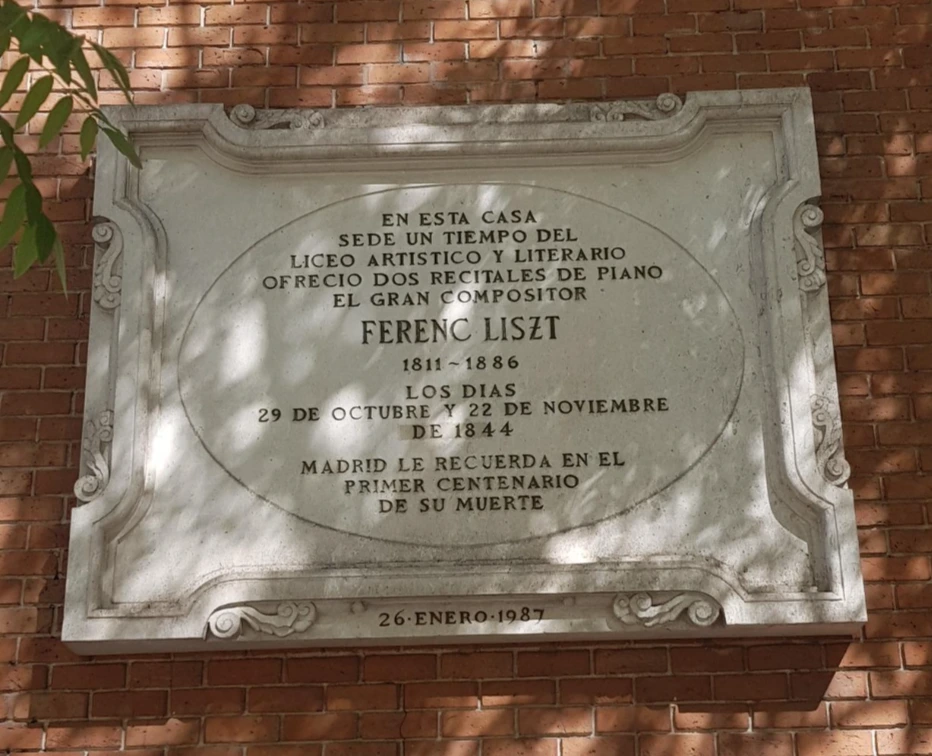 EN ESTA CASA
SEDE UN TIEMPO DEL
LICEO ARTISTICO Y LITERARIO
OFRECIO DOS RECITALES DE PIANO
EL GRAN COMPOSITOR
FERENC LISZT
1811~1886
LOS DIAS
29 DE OCTUBRE Y 22 DE NOVIEMBRE
DE 1844
MADRID LE RECUERDA EN EL
PRIMER CENTENARIO
DE SU MUERTE
26·ENERO·1987